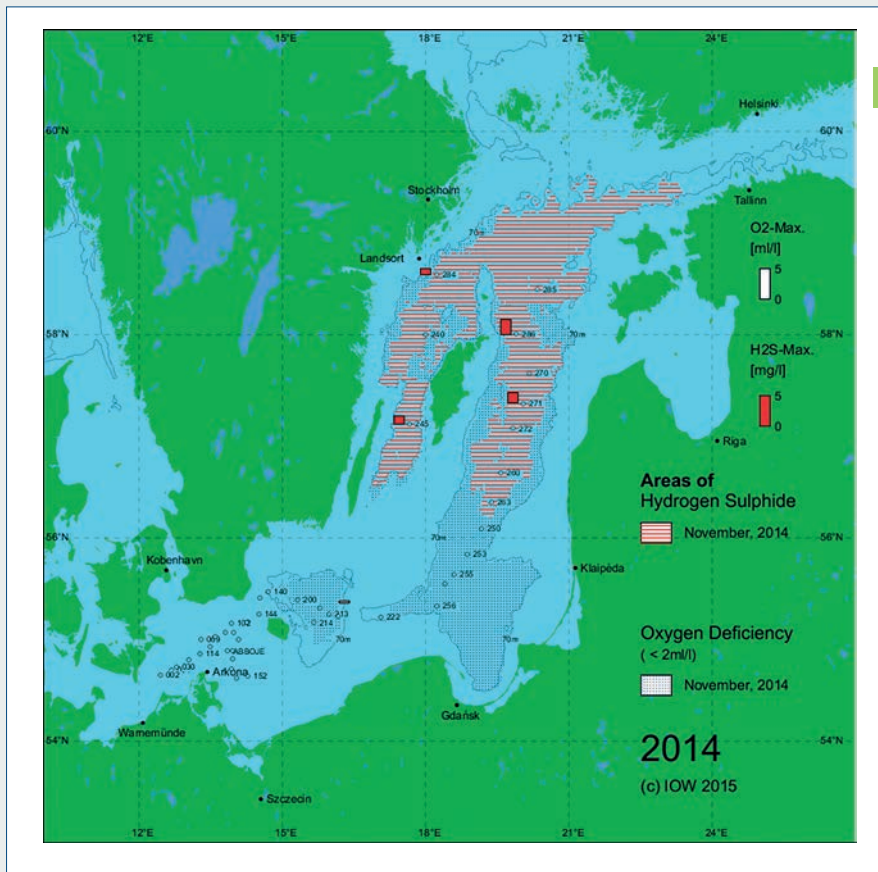 12°E 15°E 18°E 21°E 24°E
Helsinki
60°N 60°N
Stockholm
Tallinn
70m
O2-Max.
[ml/l]
Landsort
284
5
0
285
58°N 240 286 70m 58°N
H2S-Max.
[mg/l]
270
5
0
271
245
272
Riga
260
Areas of
Hydrogen Sulphide
263
November, 2014
250
56°N 70m 56°N
253
Kobenhavn
255
Klaipéda
140
200
256
144 213
222
214
102
069 70m 70m
Oxygen Deficiency
( < 2ml/l)
114 ABBOJE
030
002 Arkona 152
November, 2014
Gdańsk
Warnemünde
54°N 54°N
2014
(c) IOW 2015
Szczecin
12°E 15°E 18°E 21°E 24°E